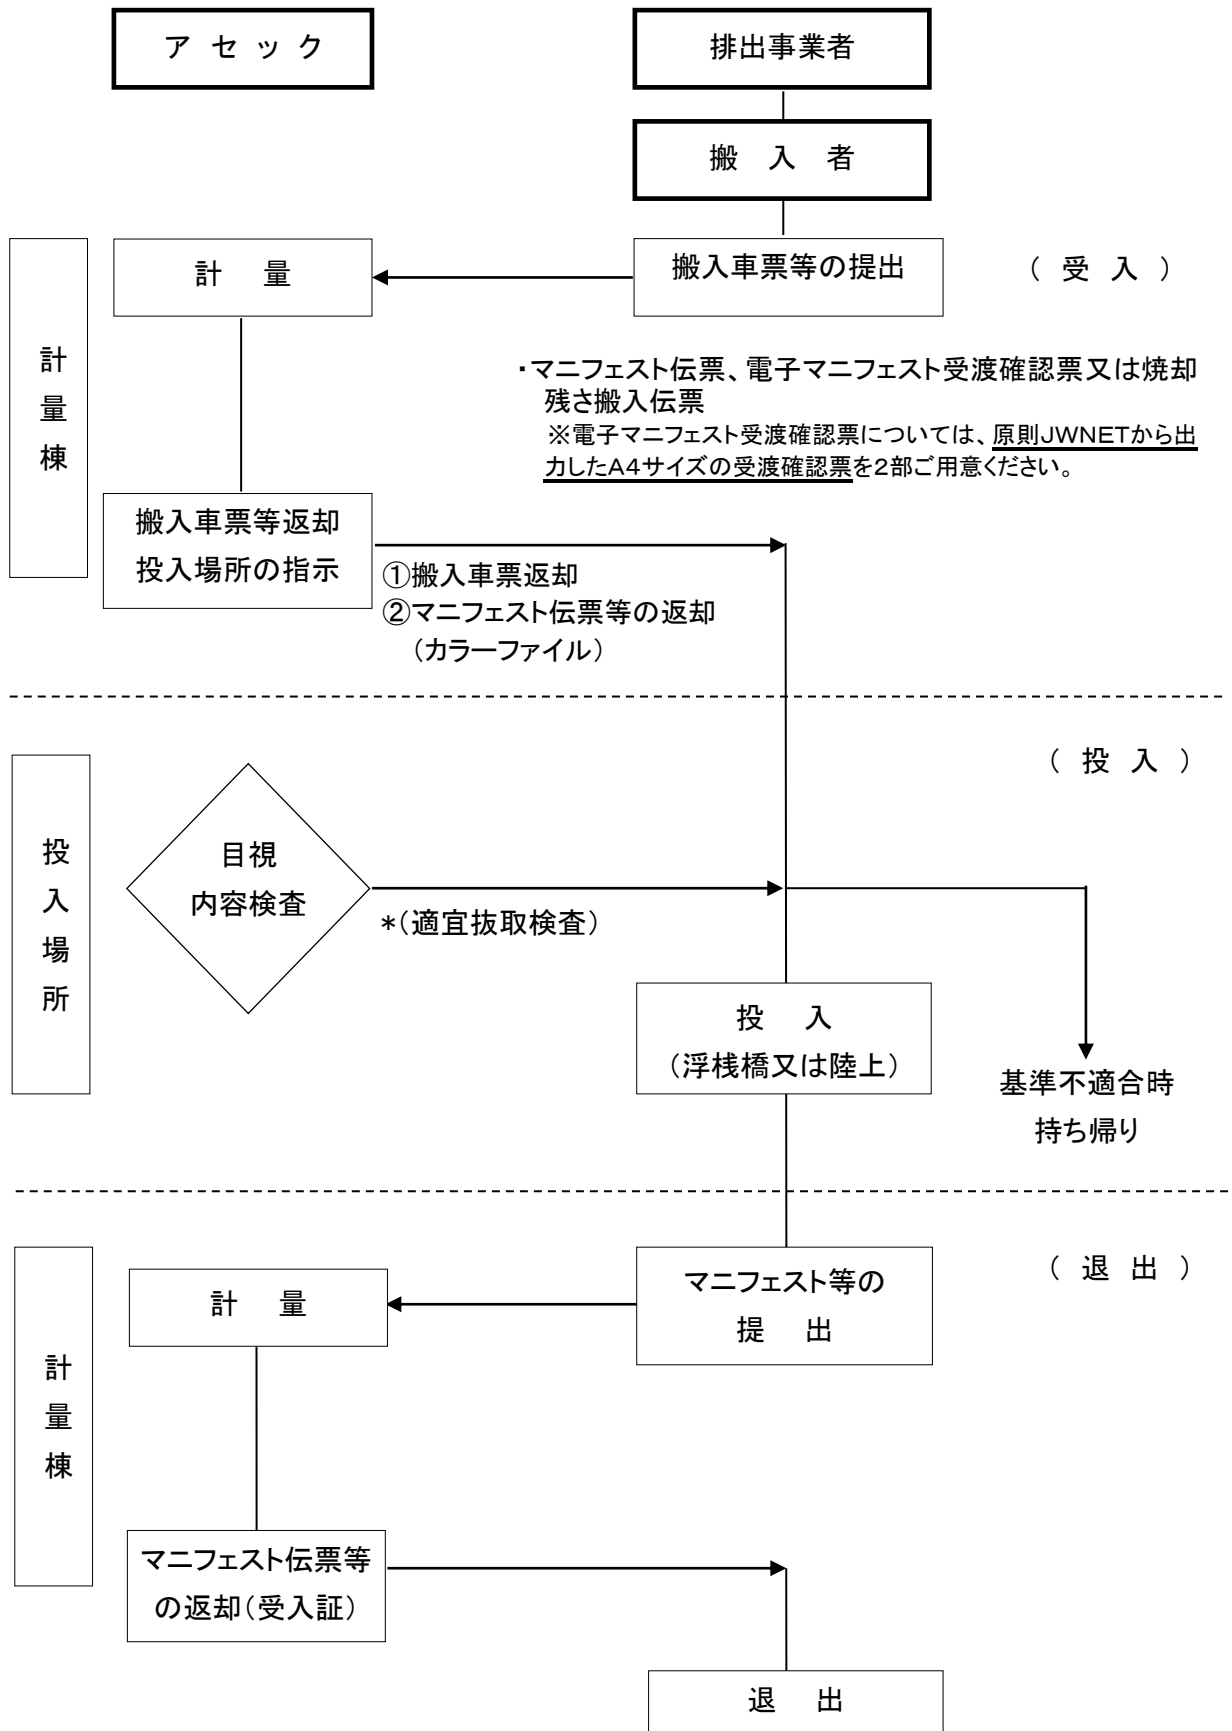 アセック
排出事業者
搬入者
計量
搬入車票等の提出
(受入)
計量棟
・マニフェスト伝票、電子マニフェスト受渡確認票又は焼却
残さ搬入伝票
※電子マニフェスト受渡確認票については、原則JWNETから出
力したA4サイズの受渡確認票を2部ご用意ください。
搬入車票等返却
投入場所の指示
①搬入車票返却
②マニフェスト伝票等の返却
(カラーファイル)
(投入)
投入場所
目視
内容検査
*(適宜抜取検査)
投入
(浮桟橋又は陸上)
基準不適合時
持ち帰り
(退出)
計量棟
計量
マニフェスト等の
提出
マニフェスト伝票等
の返却(受入証)
退出